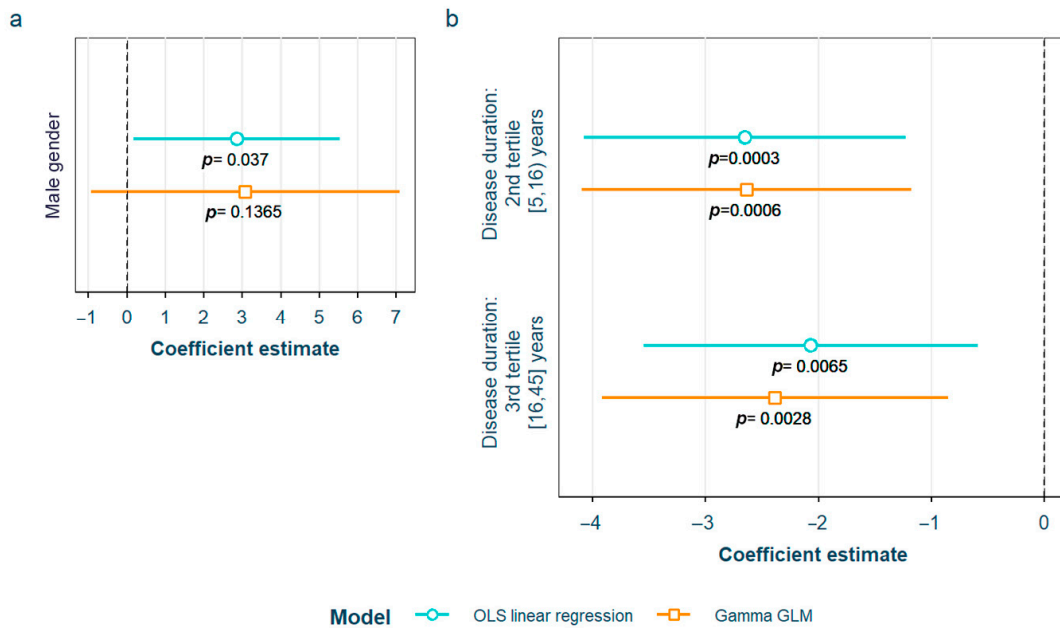 a
Male gender
p= 0.037
p= 0.1365
−1 0 1 2 3 4 5 6 7
Coefficient estimate
b
Disease duration:
2nd tertile
[5,16) years
p=0.0003
p=0.0006
Disease duration:
3rd tertile
[16,45] years
p= 0.0065
p= 0.0028
−4 −3 −2 −1 0
Coefficient estimate
Model OLS linear regression Gamma GLM